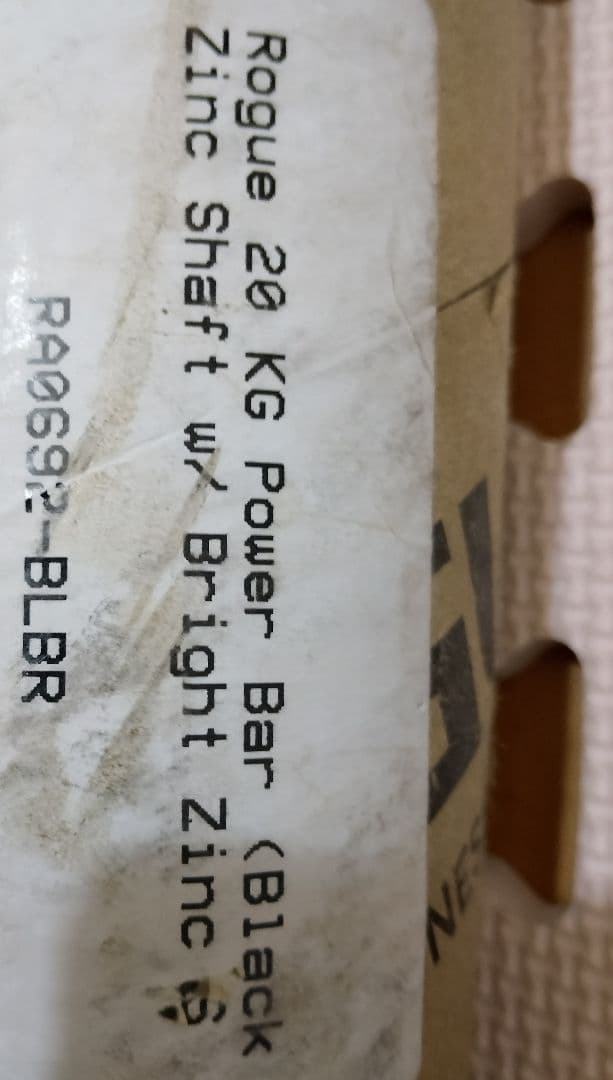 Rogue 20 KG Power Bar (Black
Zinc Shaft w/ Bright Zinc S
RA0692-BLBR